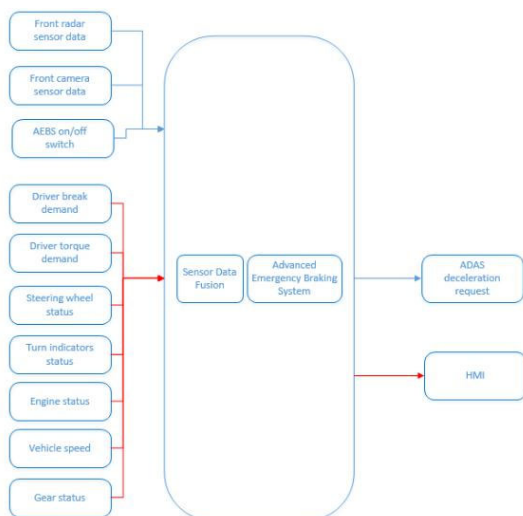 Front radar
sensor data
Front camera
sensor data
AEBS on/off
switch
Driver break
demand
Driver torque
demand
Steering wheel
status
Turn indicators
status
Engine status
Vehicle speed
Gear status
Sensor Data
Fusion
Advanced
Emergency Braking
System
ADAS
deceleration
request
HMI